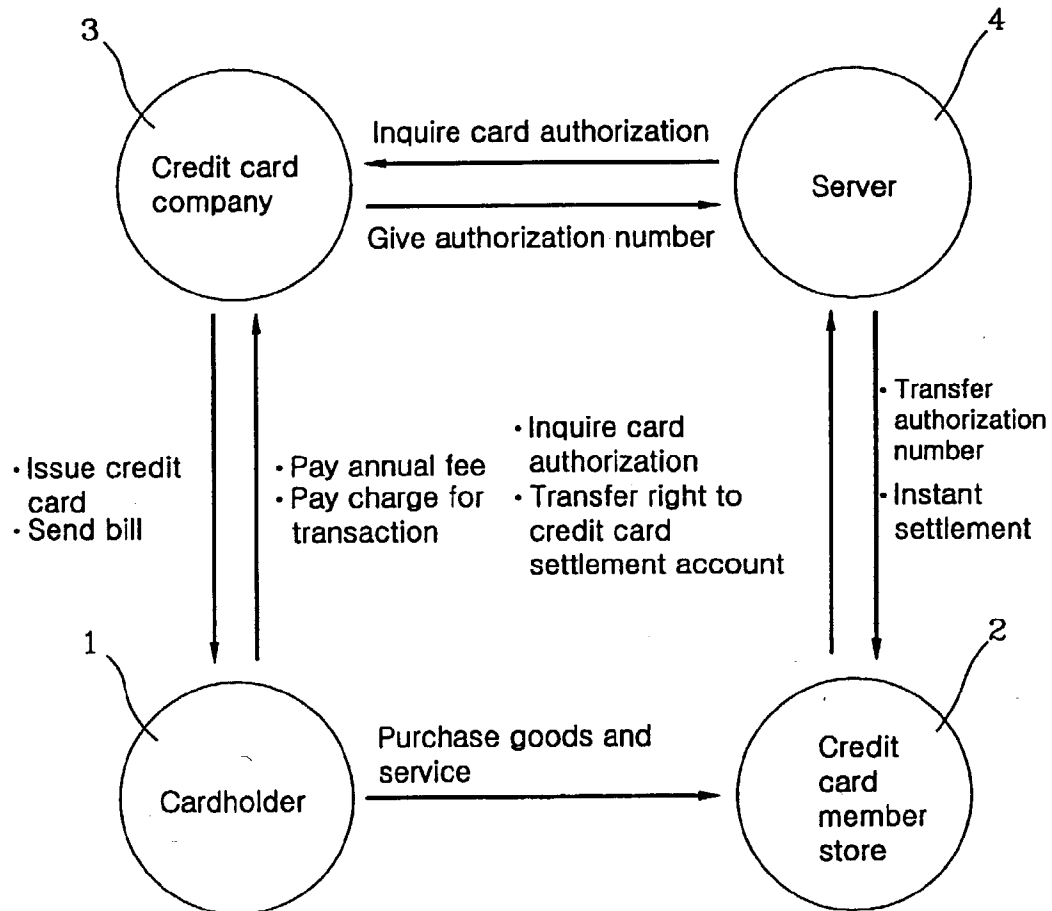 3
4
Inquire card authorization
Credit card
company
Server
Give authorization number
· Issue credit
card
· Send bill
· Pay annual fee
· Pay charge for
transaction
· Inquire card
authorization
· Transfer right to
credit card
settlement account
· Transfer
authorization
number
· Instant
settlement
1
2
Purchase goods and
service
Cardholder
Credit
card
member
store